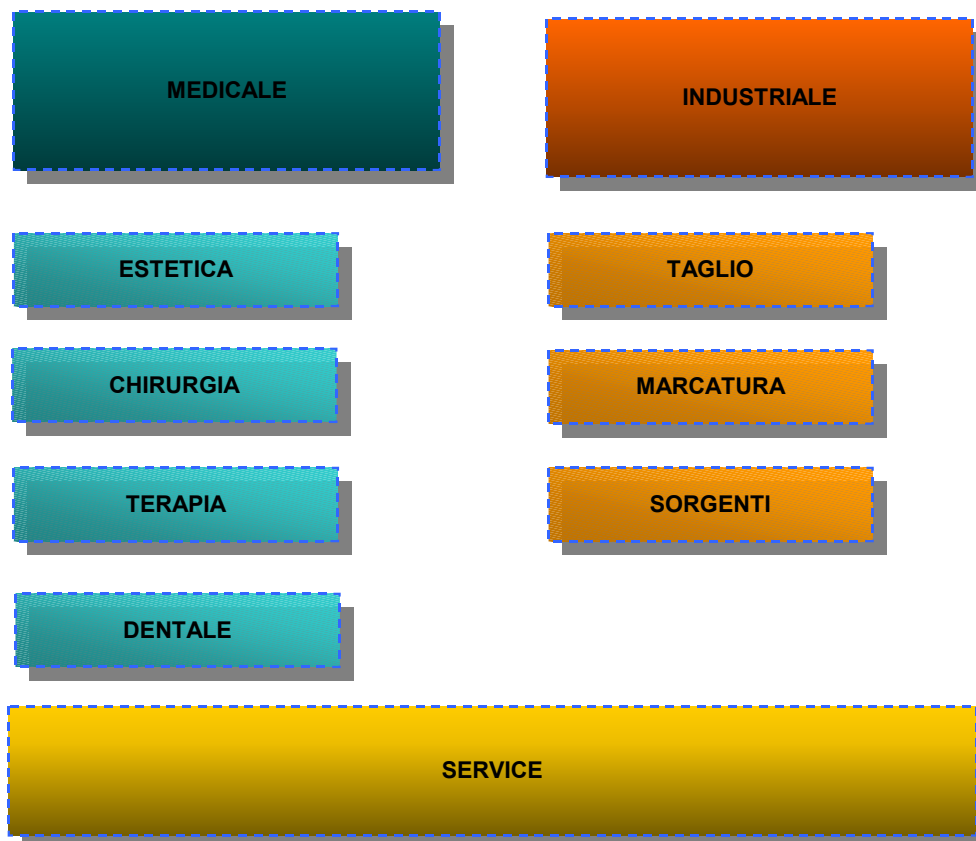 MEDICALE
INDUSTRIALE
ESTETICA
TAGLIO
CHIRURGIA
MARCATURA
TERAPIA
SORGENTI
DENTALE
SERVICE